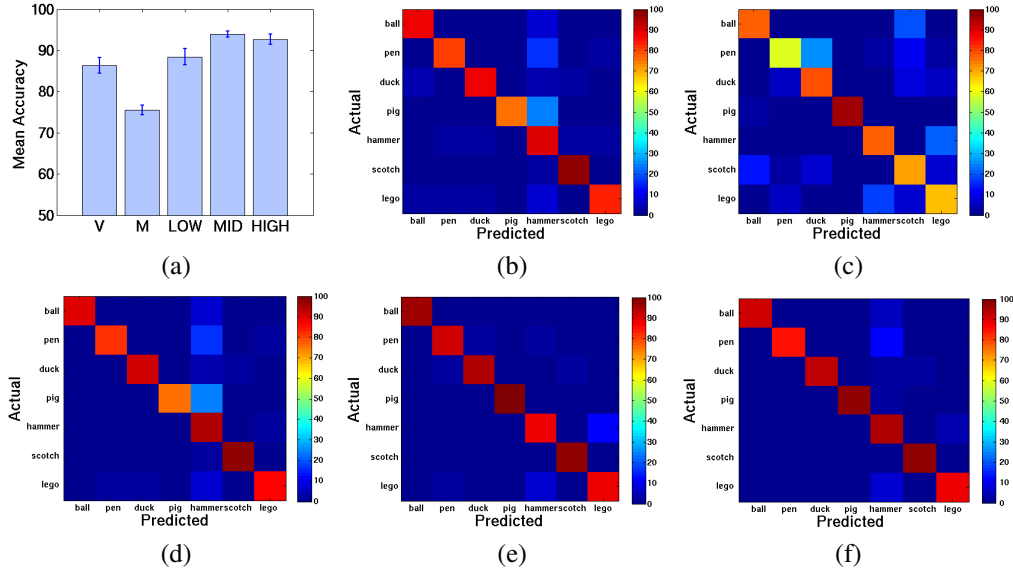 100
90
80
70
60
50
Mean Accuracy
V M LOW MID HIGH
(a)
ball
pen
duck
pig
hammer
scotch
lego
Actual
ball pen duck pig hammer scotch lego
Predicted
100
90
80
70
60
50
40
30
20
10
0
(b)
ball
pen
duck
pig
hammer
scotch
lego
Actual
ball pen duck pig hammer scotch lego
Predicted
100
90
80
70
60
50
40
30
20
10
0
(c)
ball
pen
duck
pig
hammer
scotch
lego
Actual
ball pen duck pig hammer scotch lego
Predicted
100
90
80
70
60
50
40
30
20
10
0
(d)
ball
pen
duck
pig
hammer
scotch
lego
Actual
ball pen duck pig hammer scotch lego
Predicted
100
90
80
70
60
50
40
30
20
10
0
(e)
ball
pen
duck
pig
hammer
scotch
lego
Actual
ball pen duck pig hammer scotch lego
Predicted
100
90
80
70
60
50
40
30
20
10
0
(f)